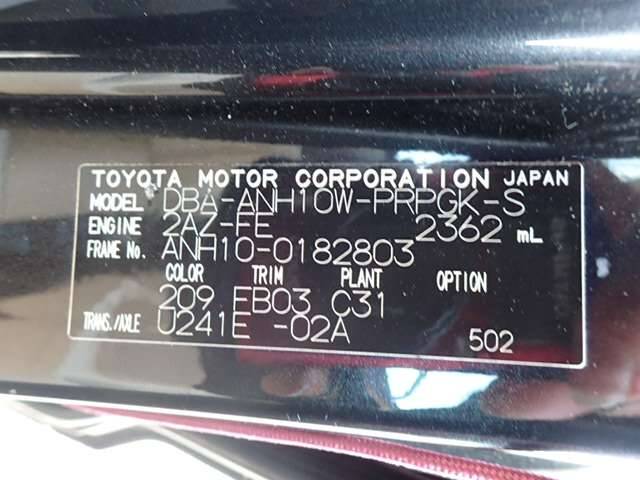 TOYOTA MOTOR CORPORATION JAPAN
MODEL DBA-ANH10W-PRPGK-S
ENGINE 2AZ-FE 2362 mL
FRAME No. ANH10-0182803
COLOR TRIM PLANT OPTION
209 FB03 C31
TRANS./AXLE U241E -02A 502